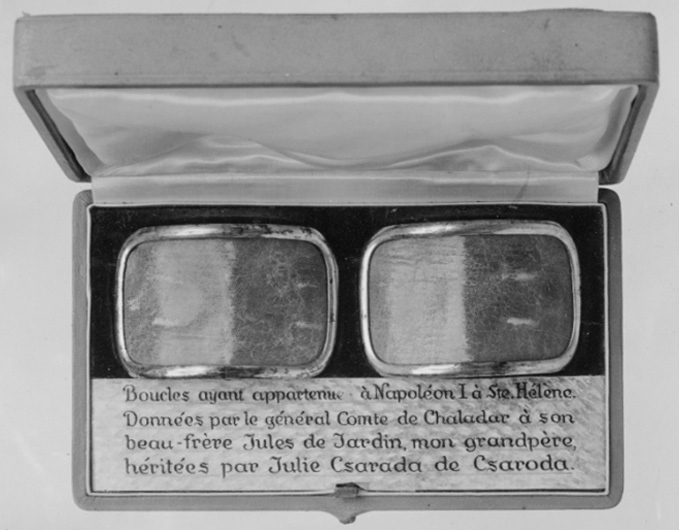 Boucles ayant appartenue à Napoléon I à Ste. Hélène.
Données par le général Comte de Chaladar à son
beau-frère Jules de Jardin, mon grandpère,
héritées par Julie Csarada de Csaroda.